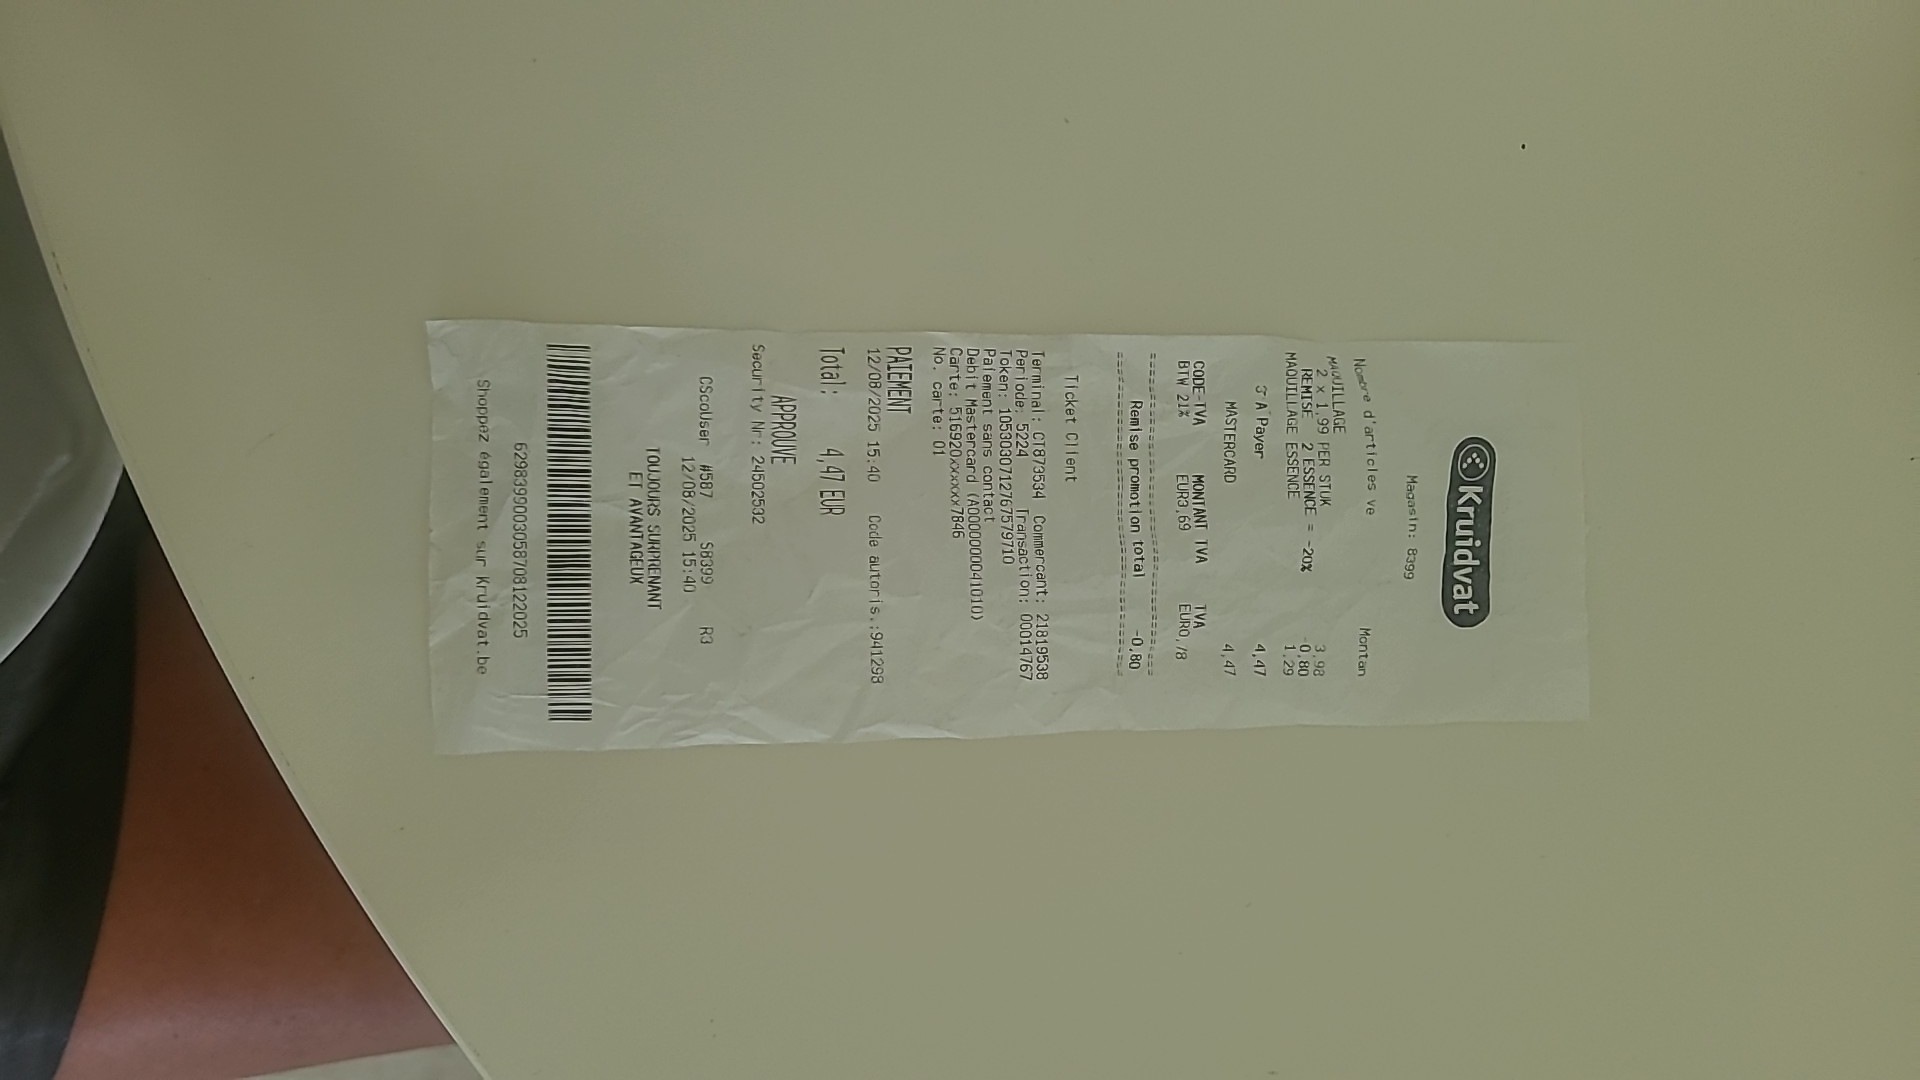 Kruidvat
Magasin: 8399
Nombre d'articles ve Montan
MAQUILLAGE
2 x 1,99 PER STUK 3,98
REMISE 2 ESSENCE = -20% -0,80
MAQUILLAGE ESSENCE 1,29
3 A Payer 4,47
MASTERCARD 4,47
CODE-TVA MONTANT TVA TVA
BTW 21% EUR3,69 EUR0,78
================================
Remise promotion total -0,80
================================
Ticket Client
Terminal: CT873534 Commercant: 21819538
Periode: 5224 Transaction: 00014767
Token: 1053030712767579710
Paiement sans contact
Debit Mastercard (A0000000041010)
Carte: 516920xxxxxx7846
No. carte: 01
PAIEMENT
12/08/2025 15:40 Code autoris.:941298
Total: 4,47 EUR
APPROUVE
Security Nr: 24502532
CScoUser #587 S8399 R3
12/08/2025 15:40
TOUJOURS SURPRENANT
ET AVANTAGEUX
6298399003058708122025
Shoppez également sur Kruidvat.be